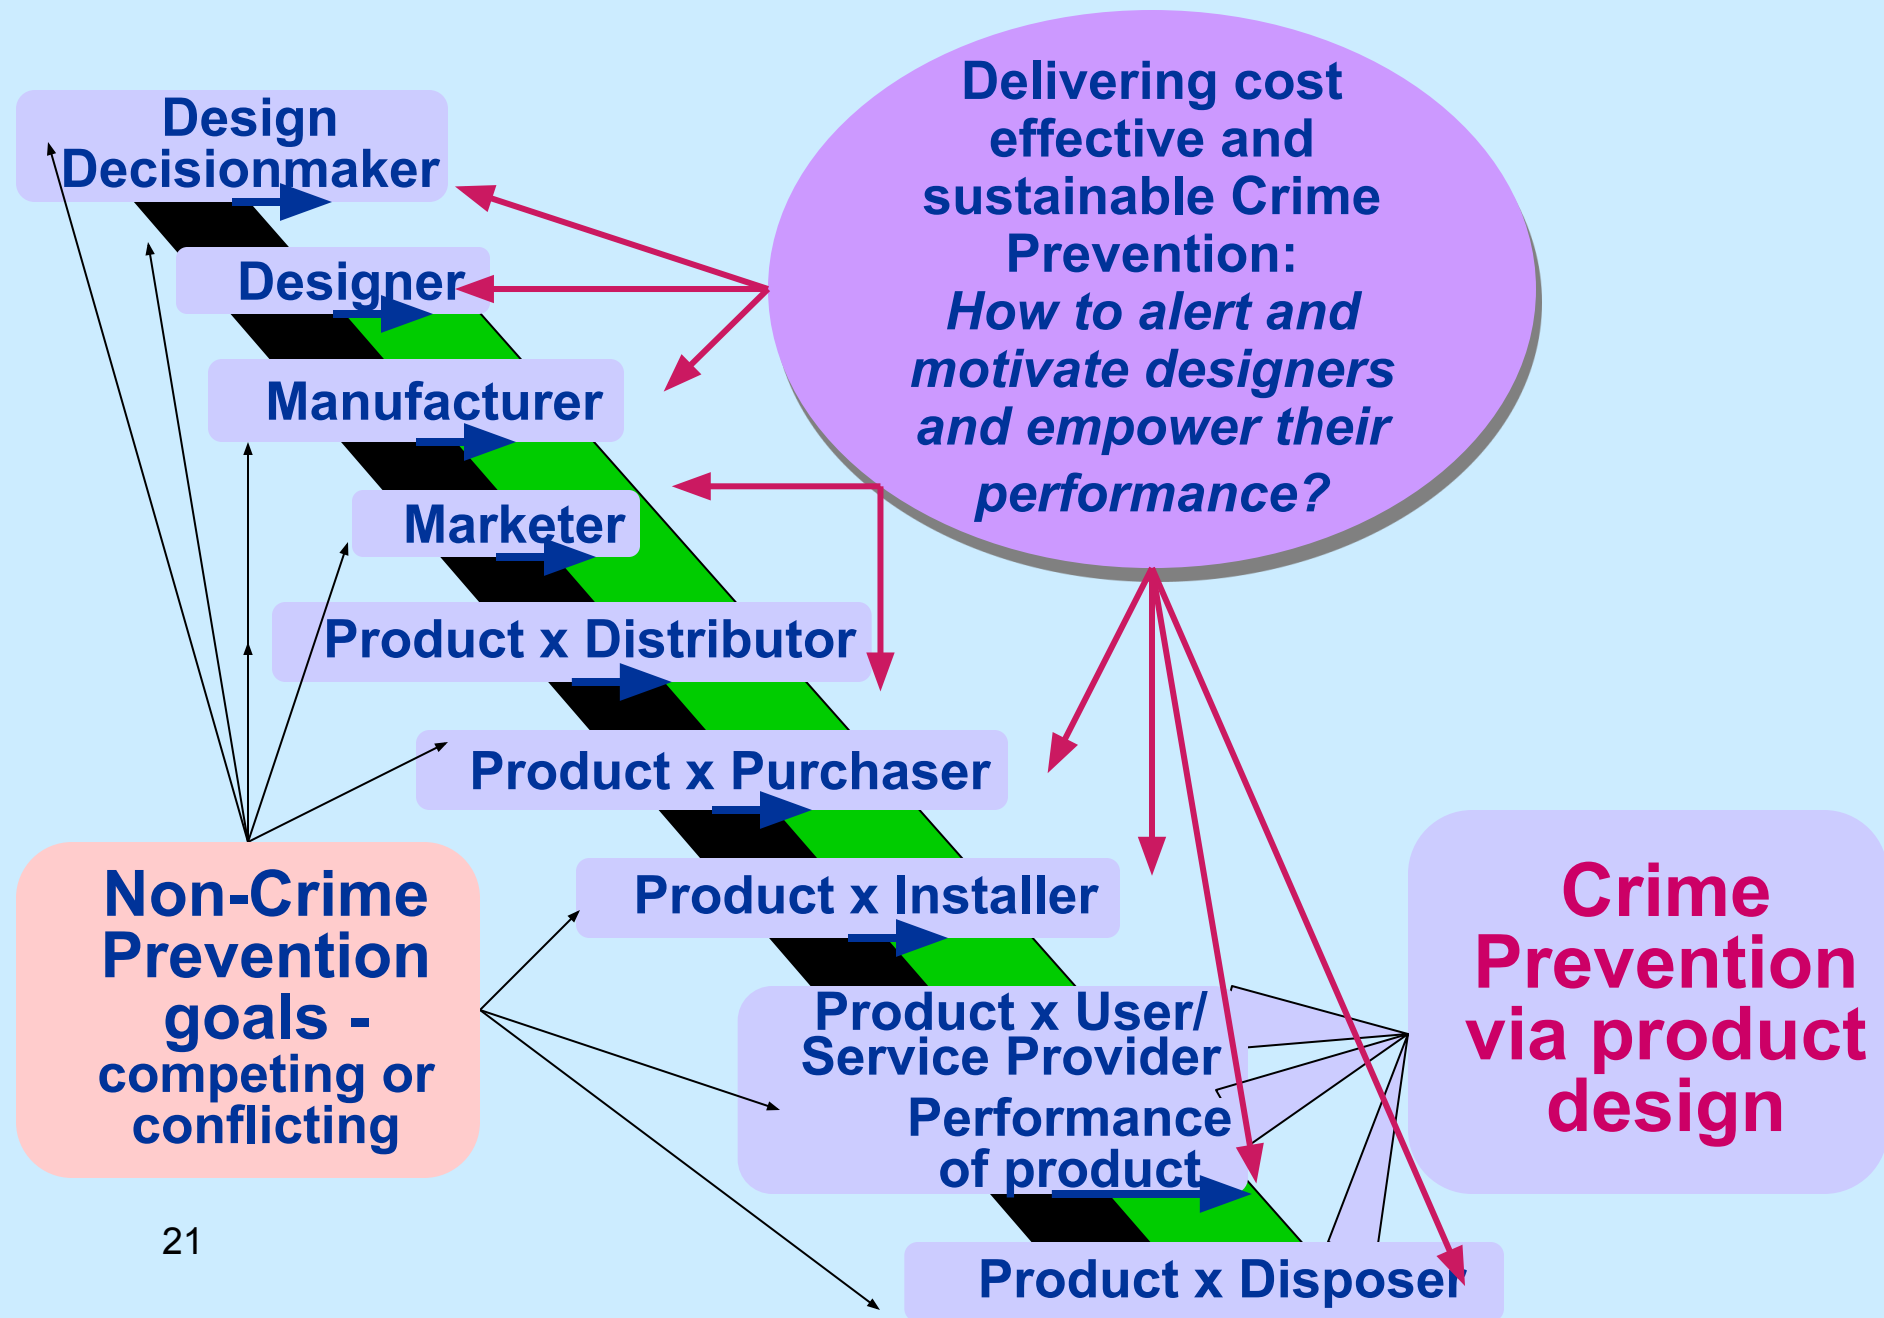 Design
Decisionmaker
Designer
Manufacturer
Marketer
Product x Distributor
Product x Purchaser
Product x Installer
Product x User/
Service Provider
Performance
of product
Product x Disposer
Delivering cost
effective and
sustainable Crime
Prevention:
How to alert and
motivate designers
and empower their
performance?
Non-Crime
Prevention
goals -
competing or
conflicting
Crime
Prevention
via product
design
21